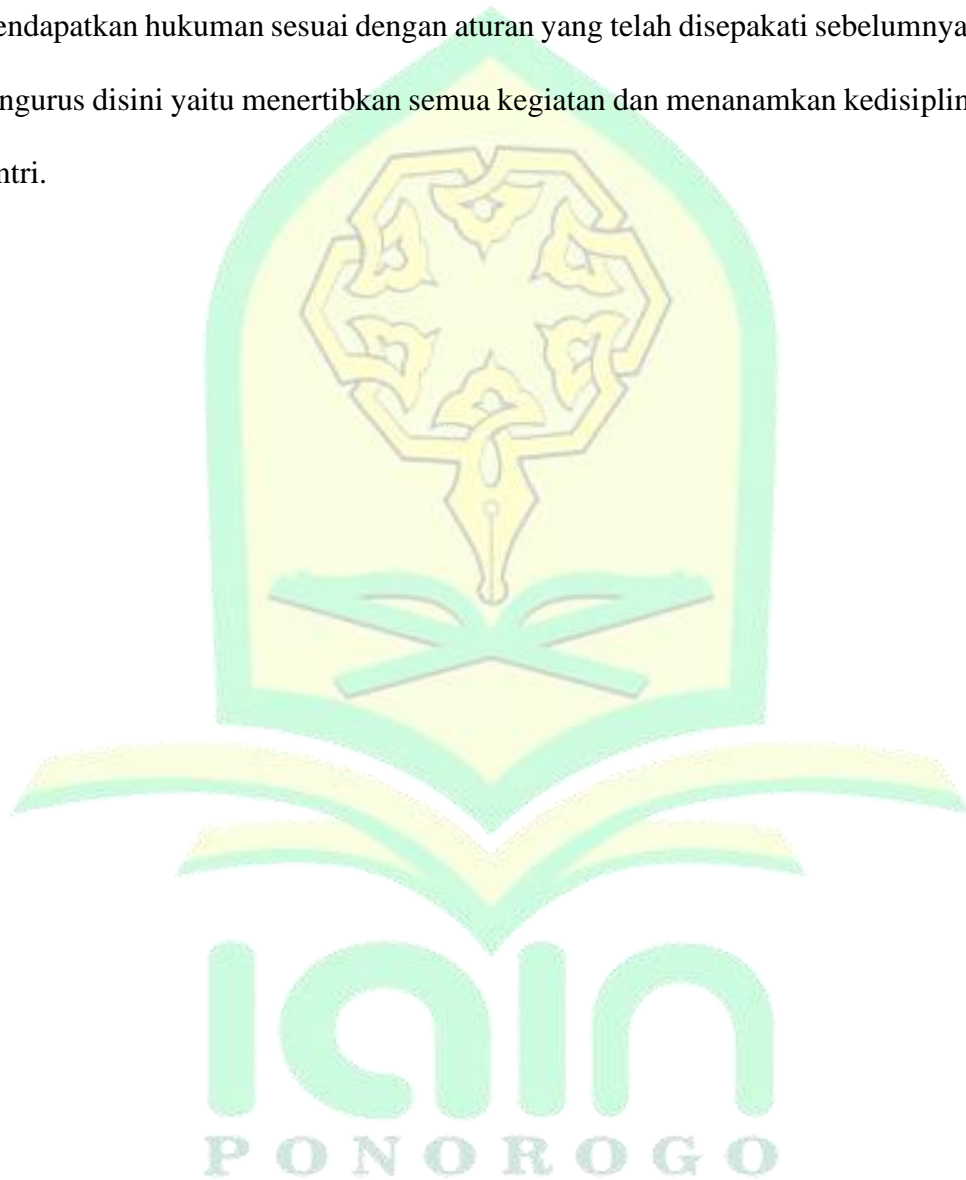 endapatkan hukuman sesuai dengan aturan yang telah disepakati sebelumnya
ngurus disini yaitu menertibkan semua kegiatan dan menanamkan kedisiplin
ntri.
iain
PONOROGO